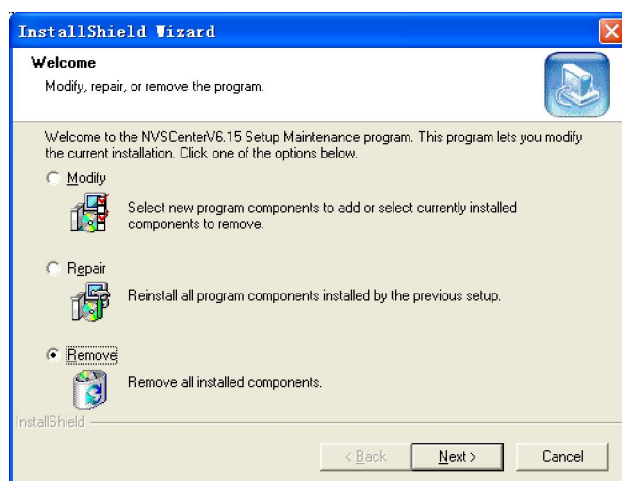 InstallShield Wizard
Welcome
Modify, repair, or remove the program.
Welcome to the NVSCenterV6.15 Setup Maintenance program. This program lets you modify
the current installation. Click one of the options below.
Modify
Select new program components to add or select currently installed
components to remove.
Repair
Reinstall all program components installed by the previous setup.
Remove
Remove all installed components.
InstallShield
< Back Next > Cancel